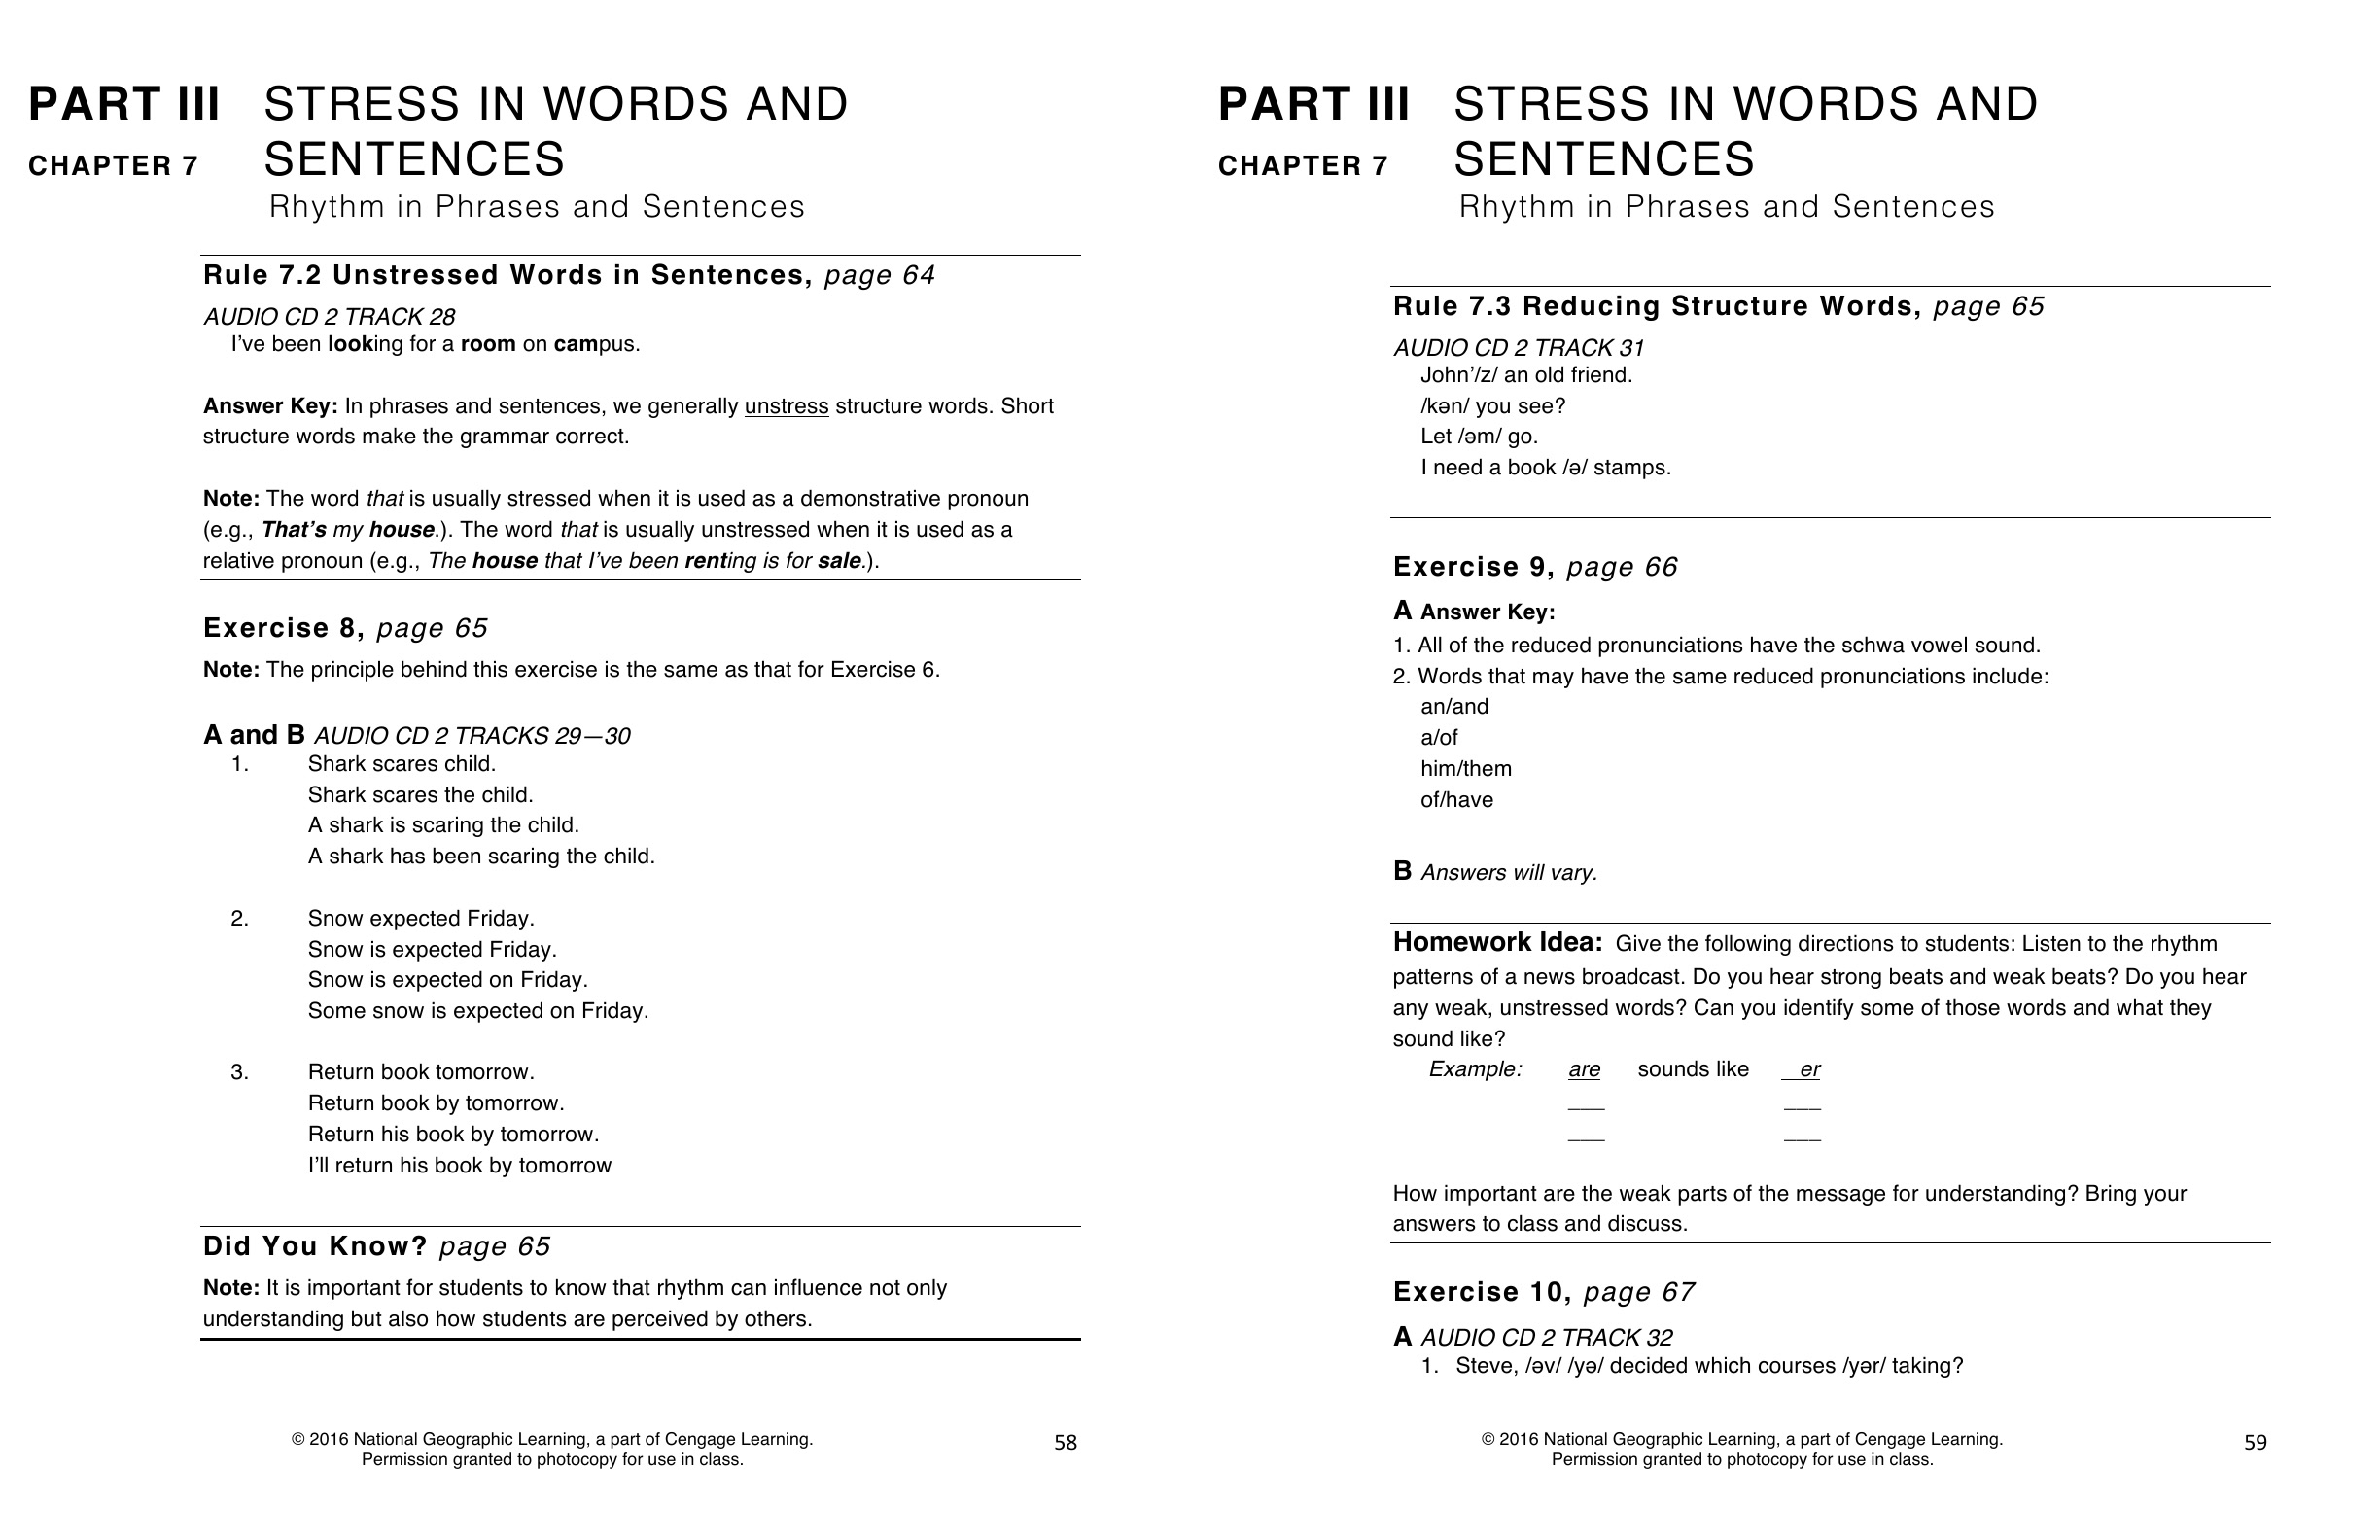 PART III STRESS IN WORDS AND
CHAPTER 7 SENTENCES
Rhythm in Phrases and Sentences
Rule 7.2 Unstressed Words in Sentences, page 64
AUDIO CD 2 TRACK 28
I’ve been looking for a room on campus.
Answer Key: In phrases and sentences, we generally unstress structure words. Short
structure words make the grammar correct.
Note: The word that is usually stressed when it is used as a demonstrative pronoun
(e.g., That’s my house.). The word that is usually unstressed when it is used as a
relative pronoun (e.g., The house that I’ve been renting is for sale.).
Exercise 8, page 65
Note: The principle behind this exercise is the same as that for Exercise 6.
A and B AUDIO CD 2 TRACKS 29—30
1. Shark scares child.
Shark scares the child.
A shark is scaring the child.
A shark has been scaring the child.
2. Snow expected Friday.
Snow is expected Friday.
Snow is expected on Friday.
Some snow is expected on Friday.
3. Return book tomorrow.
Return book by tomorrow.
Return his book by tomorrow.
I’ll return his book by tomorrow
Did You Know? page 65
Note: It is important for students to know that rhythm can influence not only
understanding but also how students are perceived by others.
© 2016 National Geographic Learning, a part of Cengage Learning.
Permission granted to photocopy for use in class.
58
PART III STRESS IN WORDS AND
CHAPTER 7 SENTENCES
Rhythm in Phrases and Sentences
Rule 7.3 Reducing Structure Words, page 65
AUDIO CD 2 TRACK 31
John’/z/ an old friend.
/kən/ you see?
Let /əm/ go.
I need a book /ə/ stamps.
Exercise 9, page 66
A Answer Key:
1. All of the reduced pronunciations have the schwa vowel sound.
2. Words that may have the same reduced pronunciations include:
an/and
a/of
him/them
of/have
B Answers will vary.
Homework Idea: Give the following directions to students: Listen to the rhythm
patterns of a news broadcast. Do you hear strong beats and weak beats? Do you hear
any weak, unstressed words? Can you identify some of those words and what they
sound like?
Example: are sounds like er
___ ___
___ ___
How important are the weak parts of the message for understanding? Bring your
answers to class and discuss.
Exercise 10, page 67
A AUDIO CD 2 TRACK 32
1. Steve, /əv/ /yə/ decided which courses /yər/ taking?
© 2016 National Geographic Learning, a part of Cengage Learning.
Permission granted to photocopy for use in class.
59